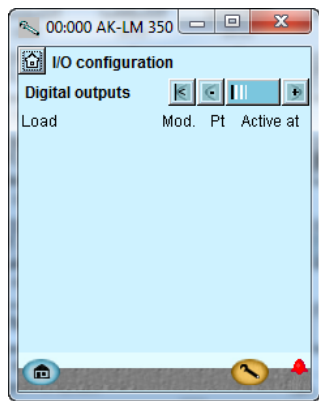 00:000 AK-LM 350
I/O configuration
Digital outputs
Load Mod. Pt Active at